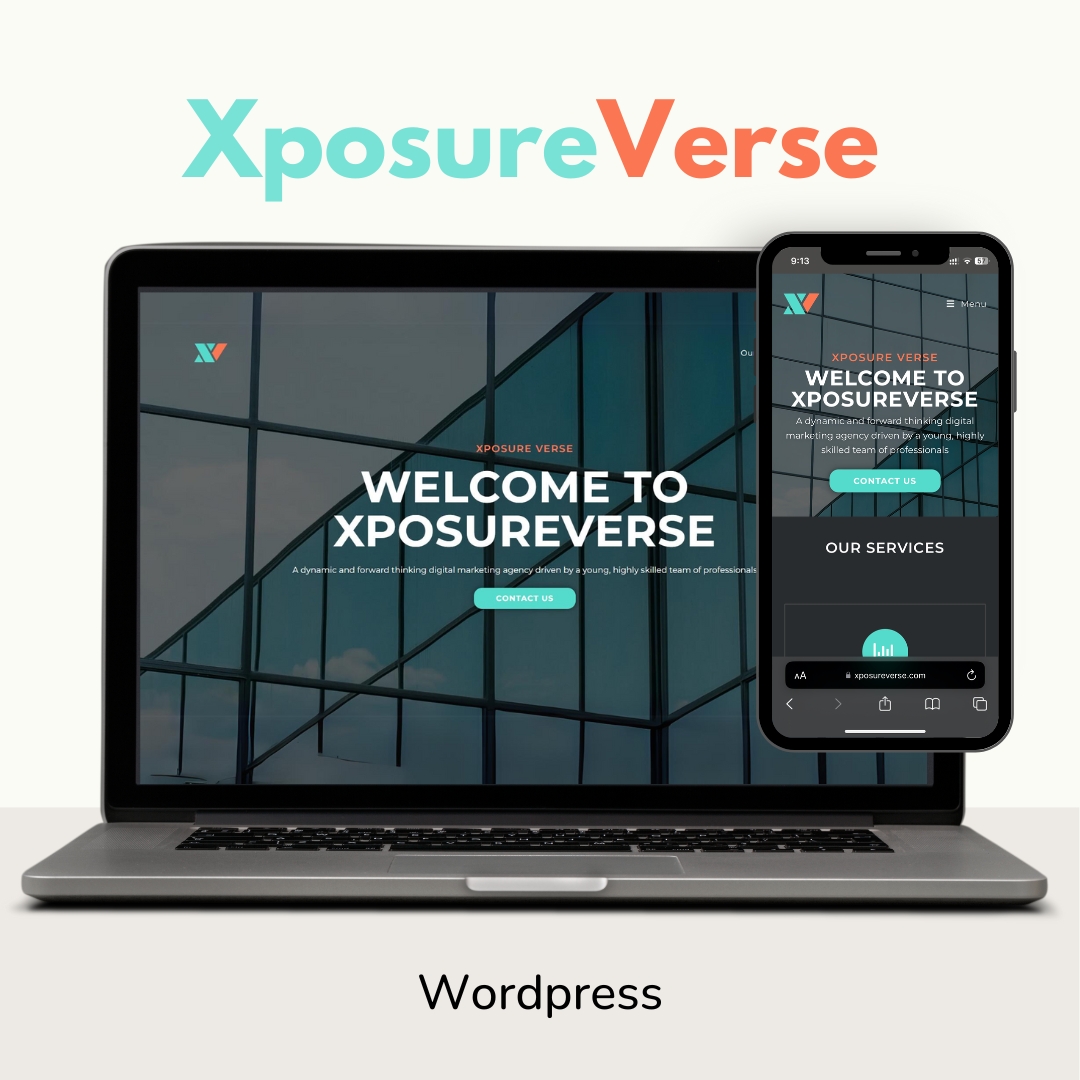 XposureVerse
Ou
XPOSURE VERSE
WELCOME TO
XPOSUREVERSE
A dynamic and forward thinking digital marketing agency driven by a young, highly skilled team of professionals
CONTACT US
9:13
67
XV
☰ Menu
XPOSURE VERSE
WELCOME TO
XPOSUREVERSE
A dynamic and forward thinking digital
marketing agency driven by a young, highly
skilled team of professionals
CONTACT US
OUR SERVICES
AA
xposureverse.com
Wordpress